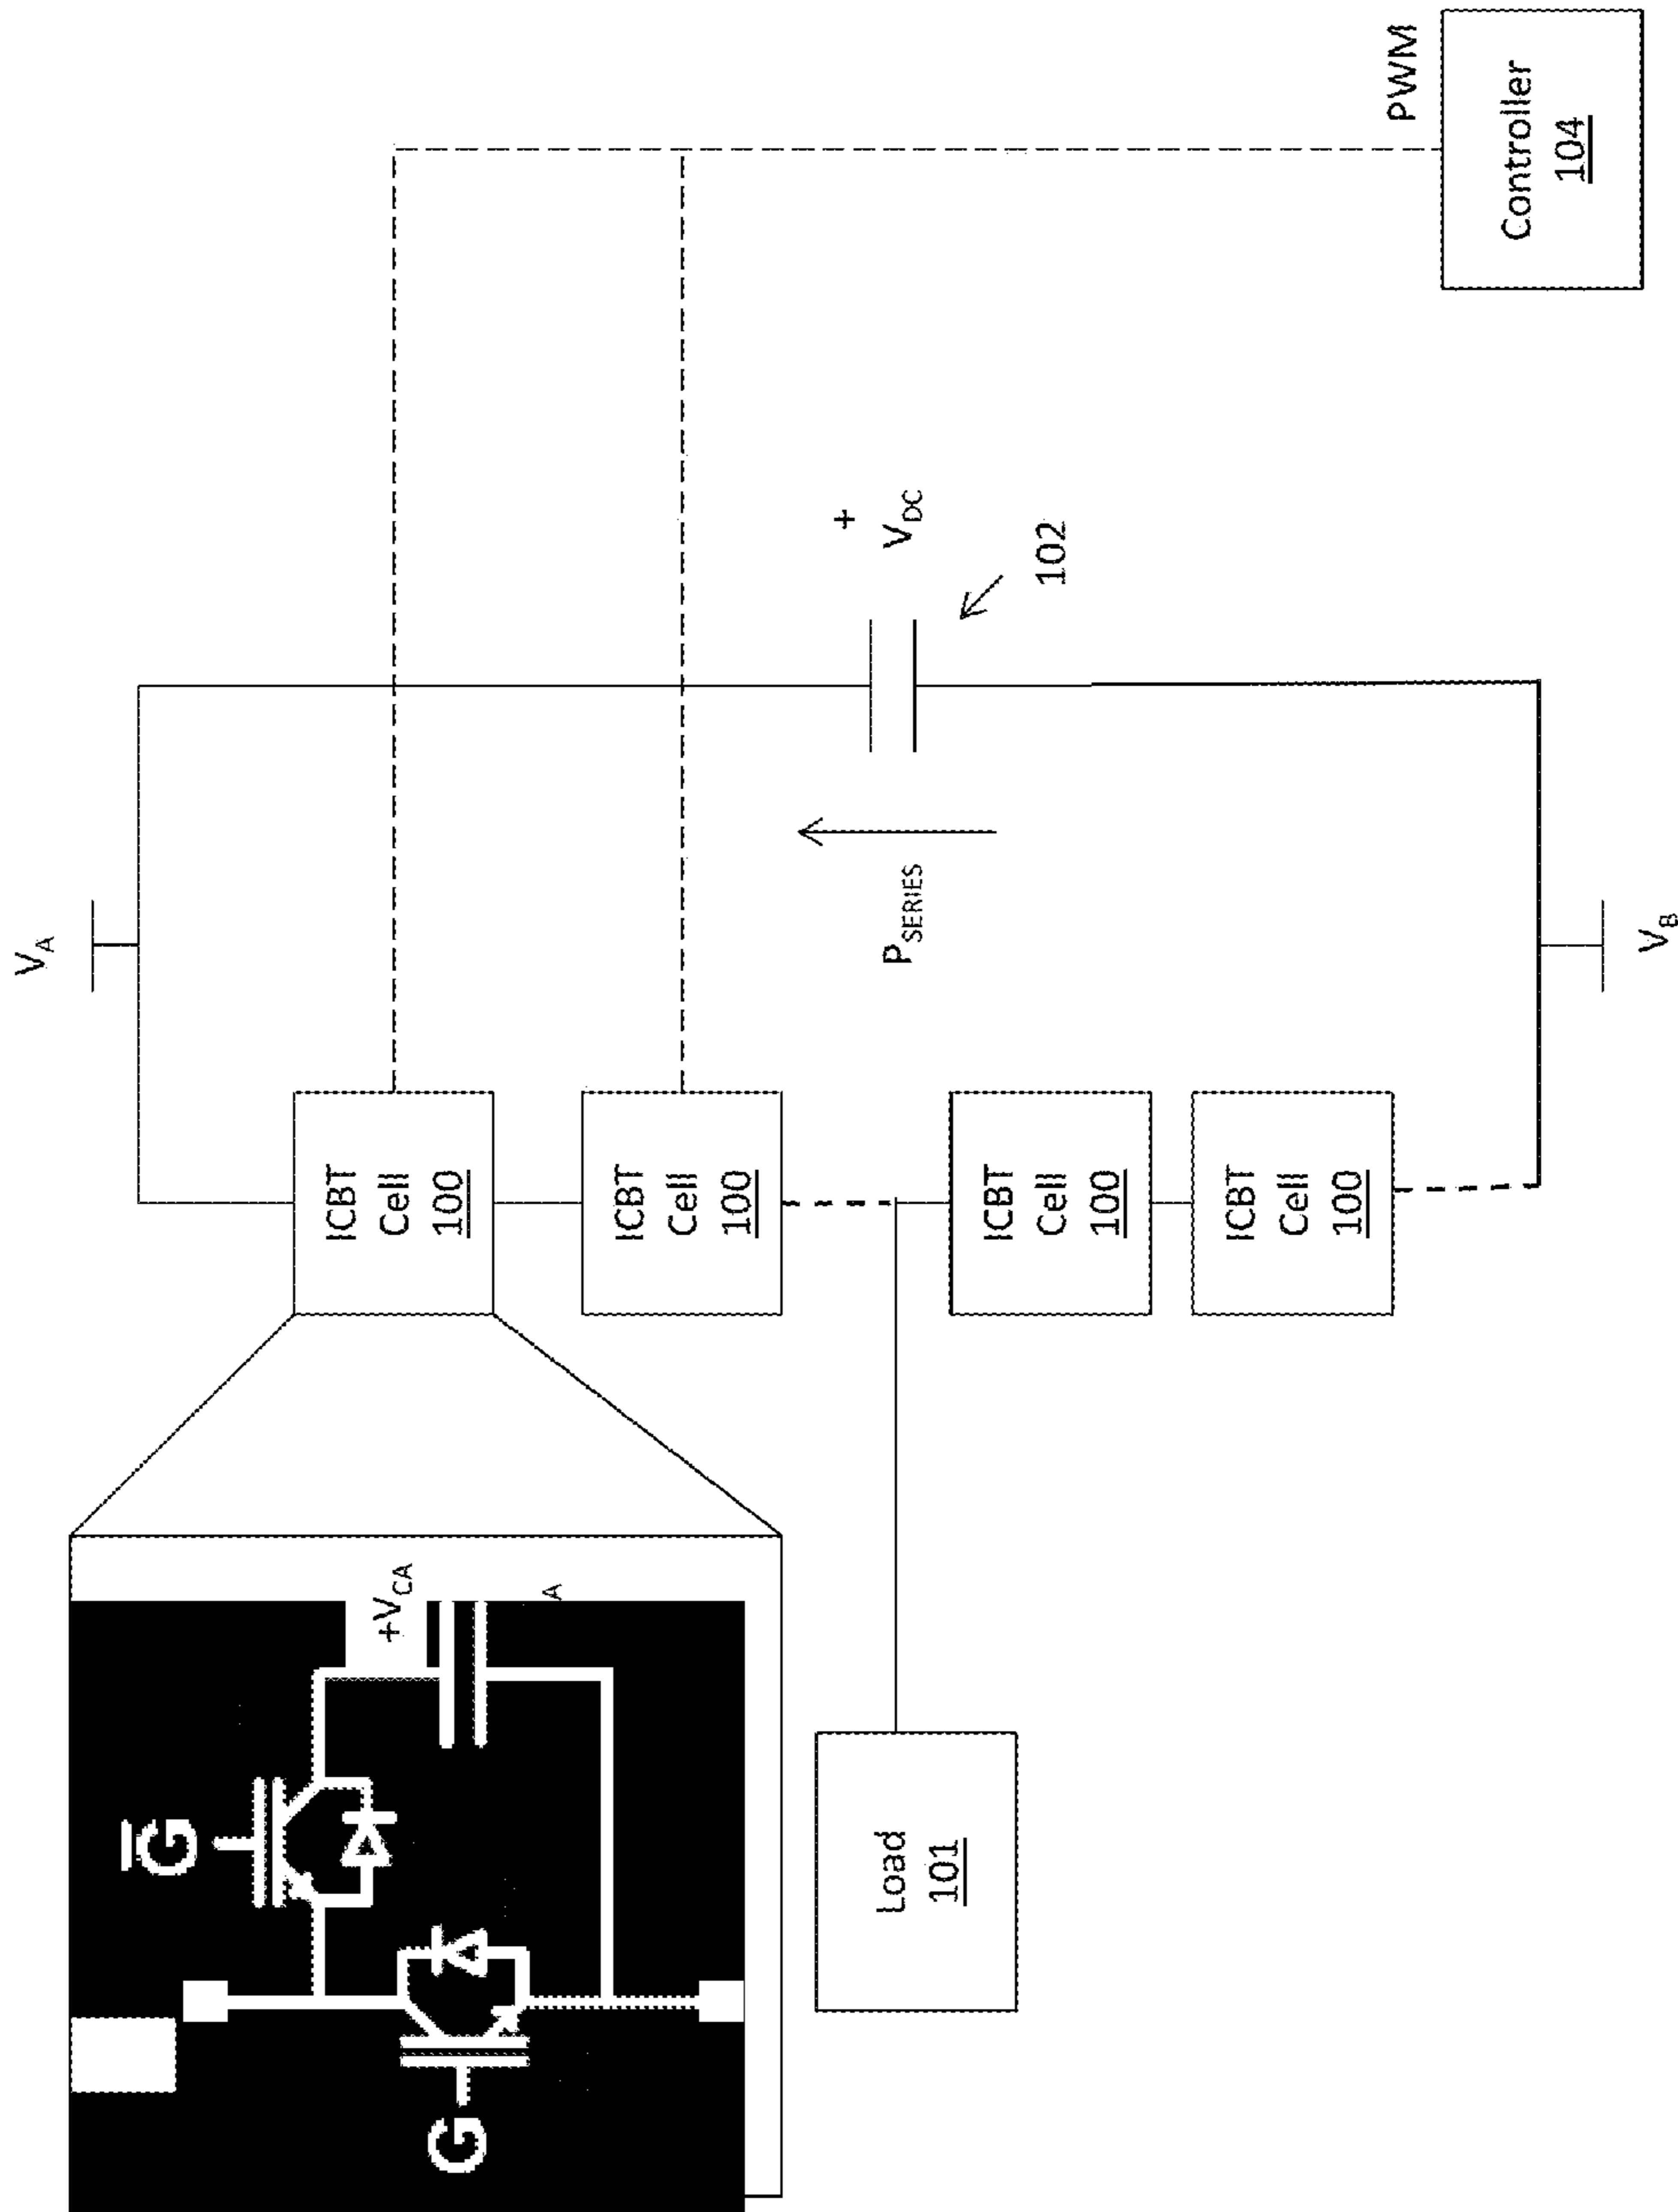 V_A
PWM
Controller
104
+
V_DC
102
P_SERIES
V_B
ICBT
Cell
100
ICBT
Cell
100
ICBT
Cell
100
ICBT
Cell
100
+V_CA
A
G̅
G
Load
101